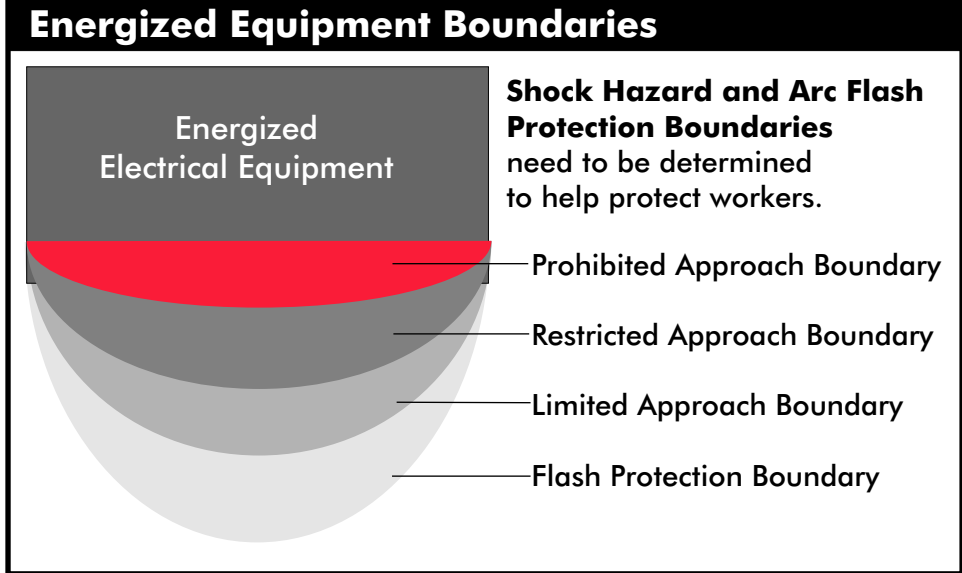 Energized Equipment Boundaries
Energized
Electrical Equipment
Shock Hazard and Arc Flash
Protection Boundaries
need to be determined
to help protect workers.
Prohibited Approach Boundary
Restricted Approach Boundary
Limited Approach Boundary
Flash Protection Boundary